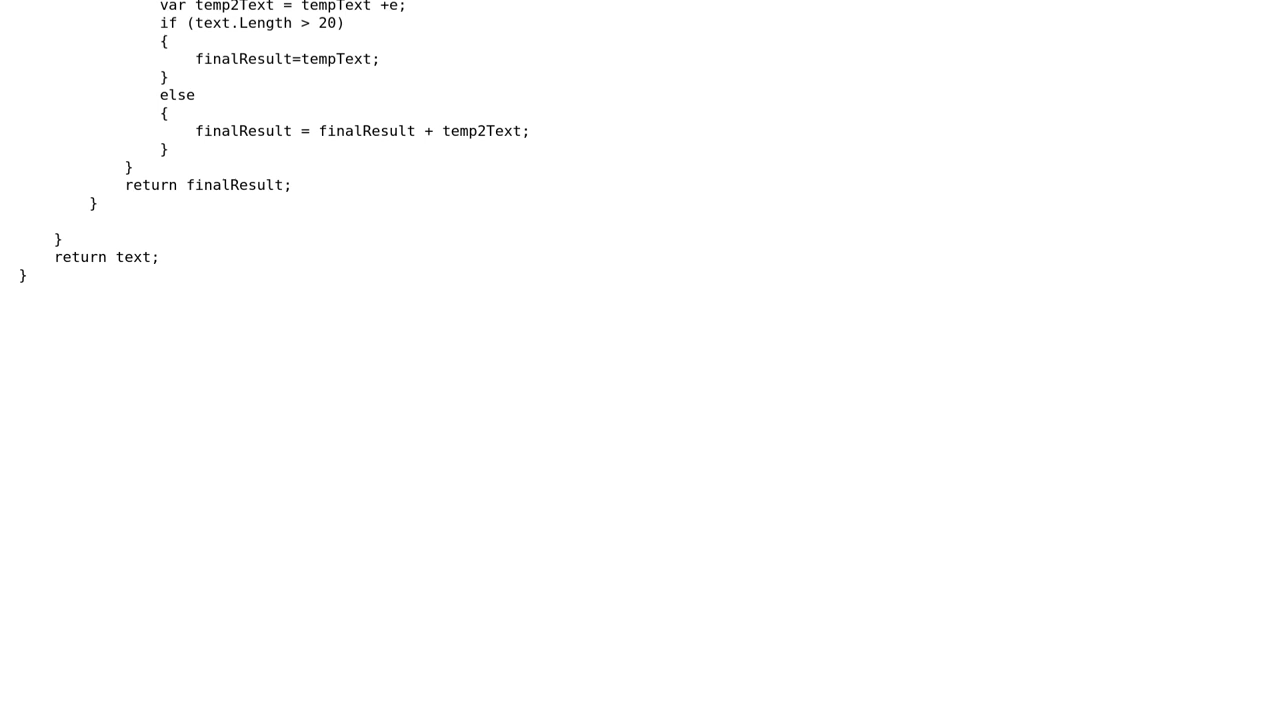 var temp2Text = tempText +e;
if (text.Length > 20)
{
finalResult=tempText;
}
else
{
finalResult = finalResult + temp2Text;
}
}
return finalResult;
}
}
return text;
}